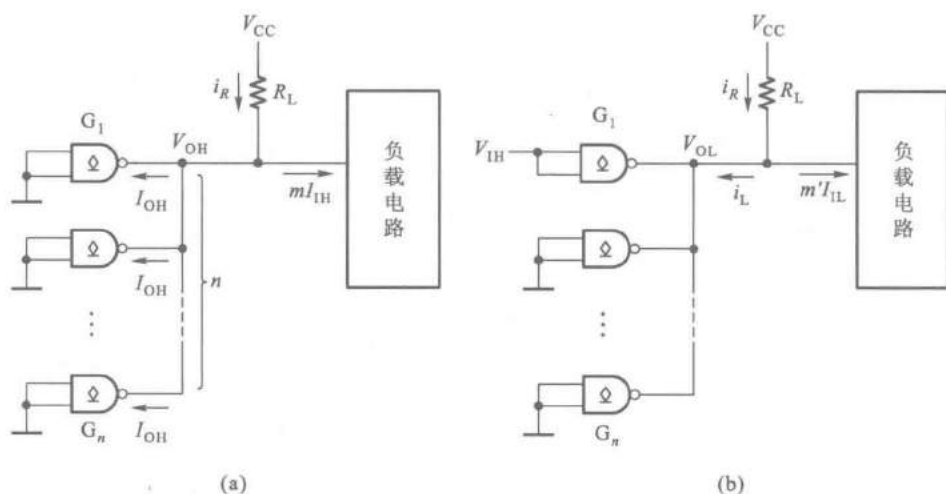 V_CC
i_R
R_L
G_1
V_OH
负载电路
I_OH
mI_IH
I_OH
n
⋮
I_OH
G_n
(a)
V_CC
i_R
R_L
G_1
V_IH
V_OL
负载电路
i_L
m'I_IL
⋮
G_n
(b)